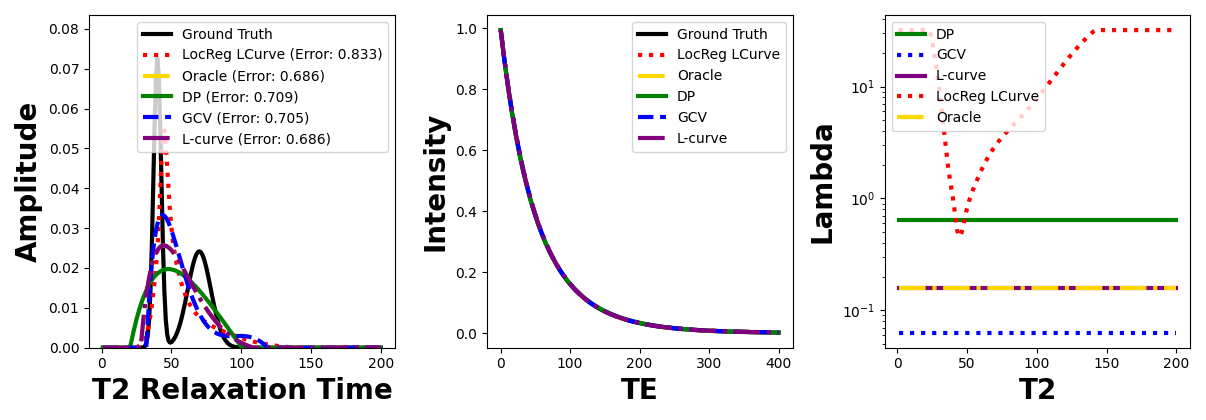 Amplitude
0.08
0.07
0.06
0.05
0.04
0.03
0.02
0.01
0.00
Ground Truth
LocReg LCurve (Error: 0.833)
Oracle (Error: 0.686)
DP (Error: 0.709)
GCV (Error: 0.705)
L-curve (Error: 0.686)
0 50 100 150 200
T2 Relaxation Time
Intensity
1.0
0.8
0.6
0.4
0.2
0.0
Ground Truth
LocReg LCurve
Oracle
DP
GCV
L-curve
0 100 200 300 400
TE
Lambda
10¹
10⁰
10⁻¹
DP
GCV
L-curve
LocReg LCurve
Oracle
0 50 100 150 200
T2